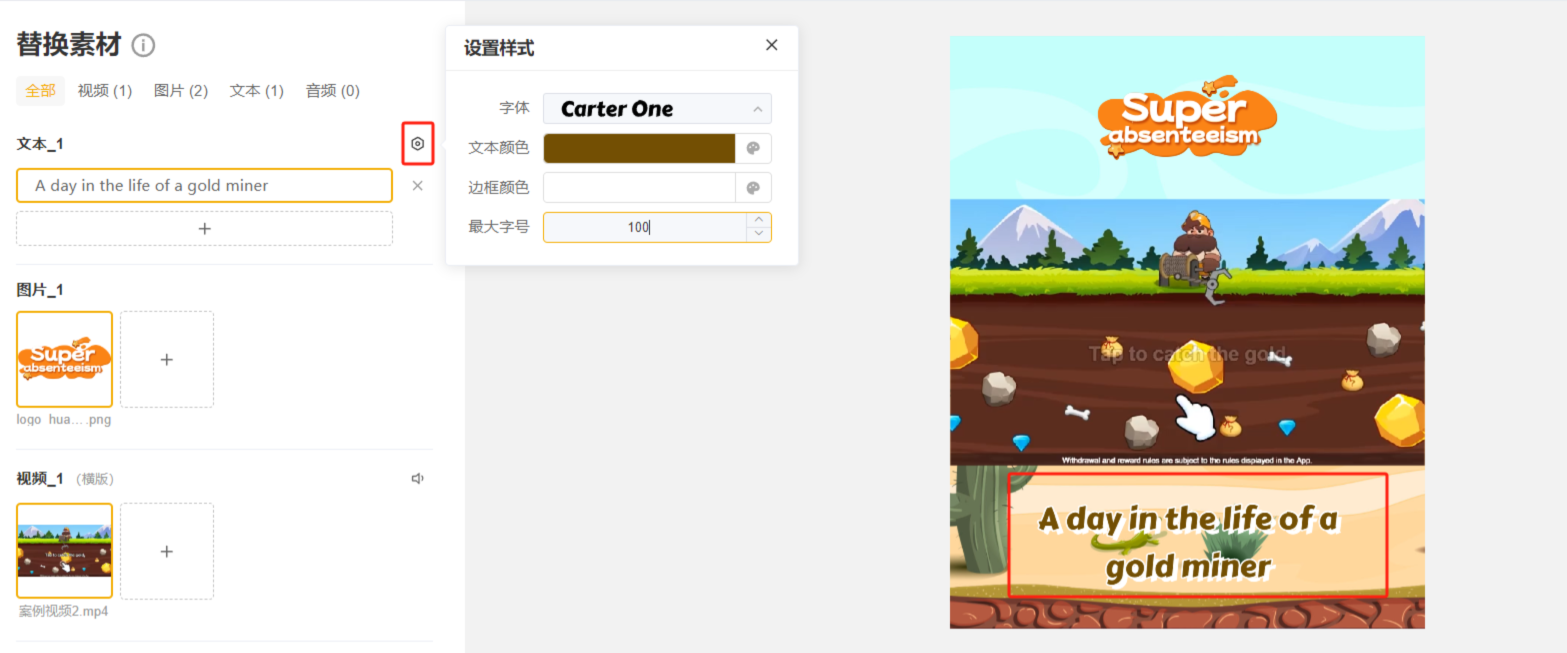 替换素材
全部 视频 (1) 图片 (2) 文本 (1) 音频 (0)
文本_1
A day in the life of a gold miner
图片_1
Super
absenteeism
logo_hua... .png
视频_1 (横版)
案例视频2.mp4
设置样式
字体 Carter One
文本颜色
边框颜色
最大字号 100
Super
absenteeism
Tap to catch the gold
Withdrawal and reward rules are subject to the rules displayed in the App.
A day in the life of a
gold miner